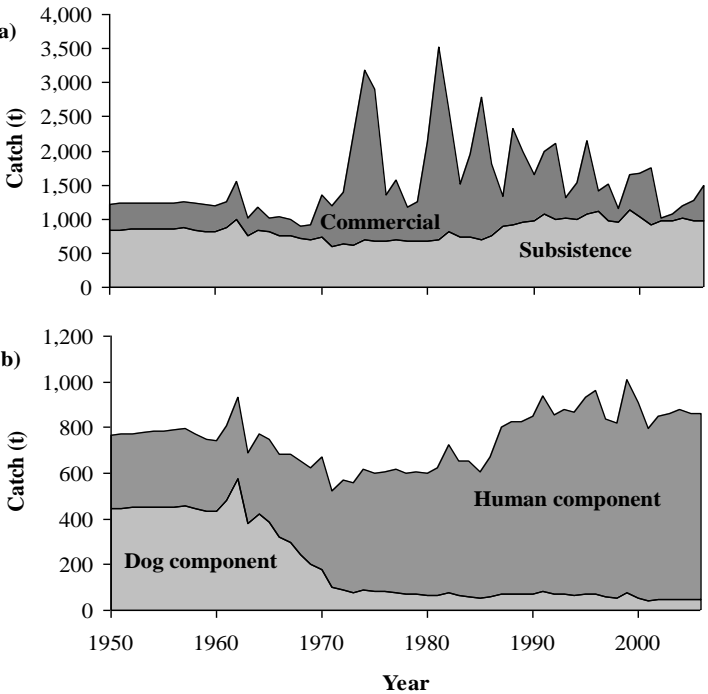 a)
4,000
3,500
3,000
2,500
2,000
1,500
1,000
500
0
Catch (t)
Commercial
Subsistence
b)
1,200
1,000
800
600
400
200
0
Catch (t)
Human component
Dog component
1950 1960 1970 1980 1990 2000
Year